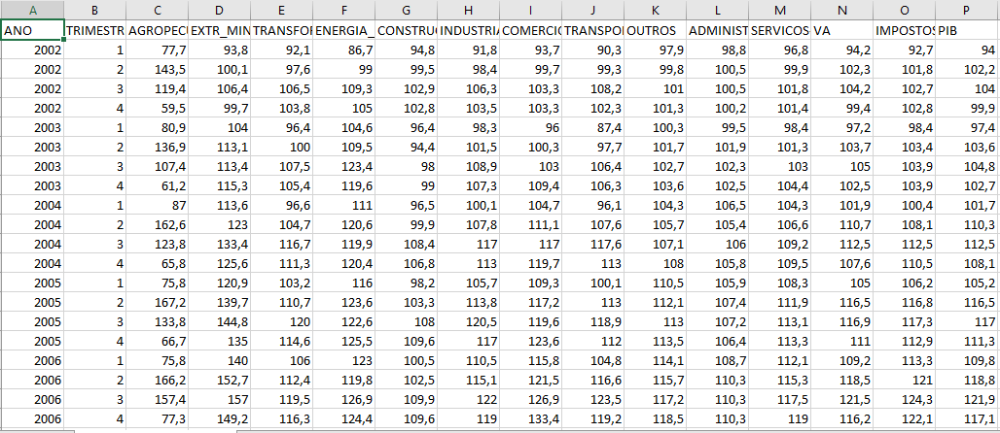 A B C D E F G H I J K L M N O P
ANO TRIMESTR AGROPECU EXTR_MIN TRANSFOR ENERGIA_ CONSTRU INDUSTRIA COMERCIO TRANSPOR OUTROS ADMINIST SERVICOS VA IMPOSTOS PIB
2002 1 77,7 93,8 92,1 86,7 94,8 91,8 93,7 90,3 97,9 98,8 96,8 94,2 92,7 94
2002 2 143,5 100,1 97,6 99 99,5 98,4 99,7 99,3 99,8 100,5 99,9 102,3 101,8 102,2
2002 3 119,4 106,4 106,5 109,3 102,9 106,3 103,3 108,2 101 100,5 101,8 104,2 102,7 104
2002 4 59,5 99,7 103,8 105 102,8 103,5 103,3 102,3 101,3 100,2 101,4 99,4 102,8 99,9
2003 1 80,9 104 96,4 104,6 96,4 98,3 96 87,4 100,3 99,5 98,4 97,2 98,4 97,4
2003 2 136,9 113,1 100 109,5 94,4 101,5 100,3 97,7 101,7 101,9 101,3 103,7 103,4 103,6
2003 3 107,4 113,4 107,5 123,4 98 108,9 103 106,4 102,7 102,3 103 105 103,9 104,8
2003 4 61,2 115,3 105,4 119,6 99 107,3 109,4 106,3 103,6 102,5 104,4 102,5 103,9 102,7
2004 1 87 113,6 96,6 111 96,5 100,1 104,7 96,1 104,3 106,5 104,3 101,9 100,4 101,7
2004 2 162,6 123 104,7 120,6 99,9 107,8 111,1 107,6 105,7 105,4 106,6 110,7 108,1 110,3
2004 3 123,8 133,4 116,7 119,9 108,4 117 117 117,6 107,1 106 109,2 112,5 112,5 112,5
2004 4 65,8 125,6 111,3 120,4 106,8 113 119,7 113 108 105,8 109,5 107,6 110,5 108,1
2005 1 75,8 120,9 103,2 116 98,2 105,7 109,3 100,1 110,5 105,9 108,3 105 106,2 105,2
2005 2 167,2 139,7 110,7 123,6 103,3 113,8 117,2 113 112,1 107,4 111,9 116,5 116,8 116,5
2005 3 133,8 144,8 120 122,6 108 120,5 119,6 118,9 113 107,2 113,1 116,9 117,3 117
2005 4 66,7 135 114,6 125,5 109,6 117 123,6 112 113,5 106,4 113,3 111 112,9 111,3
2006 1 75,8 140 106 123 100,5 110,5 115,8 104,8 114,1 108,7 112,1 109,2 113,3 109,8
2006 2 166,2 152,7 112,4 119,8 102,5 115,1 121,5 116,6 115,7 110,3 115,3 118,5 121 118,8
2006 3 157,4 157 119,5 126,9 109,9 122 126,9 123,5 117,2 110,3 117,5 121,5 124,3 121,9
2006 4 77,3 149,2 116,3 124,4 109,6 119 133,4 119,2 118,5 110,3 119 116,2 122,1 117,1